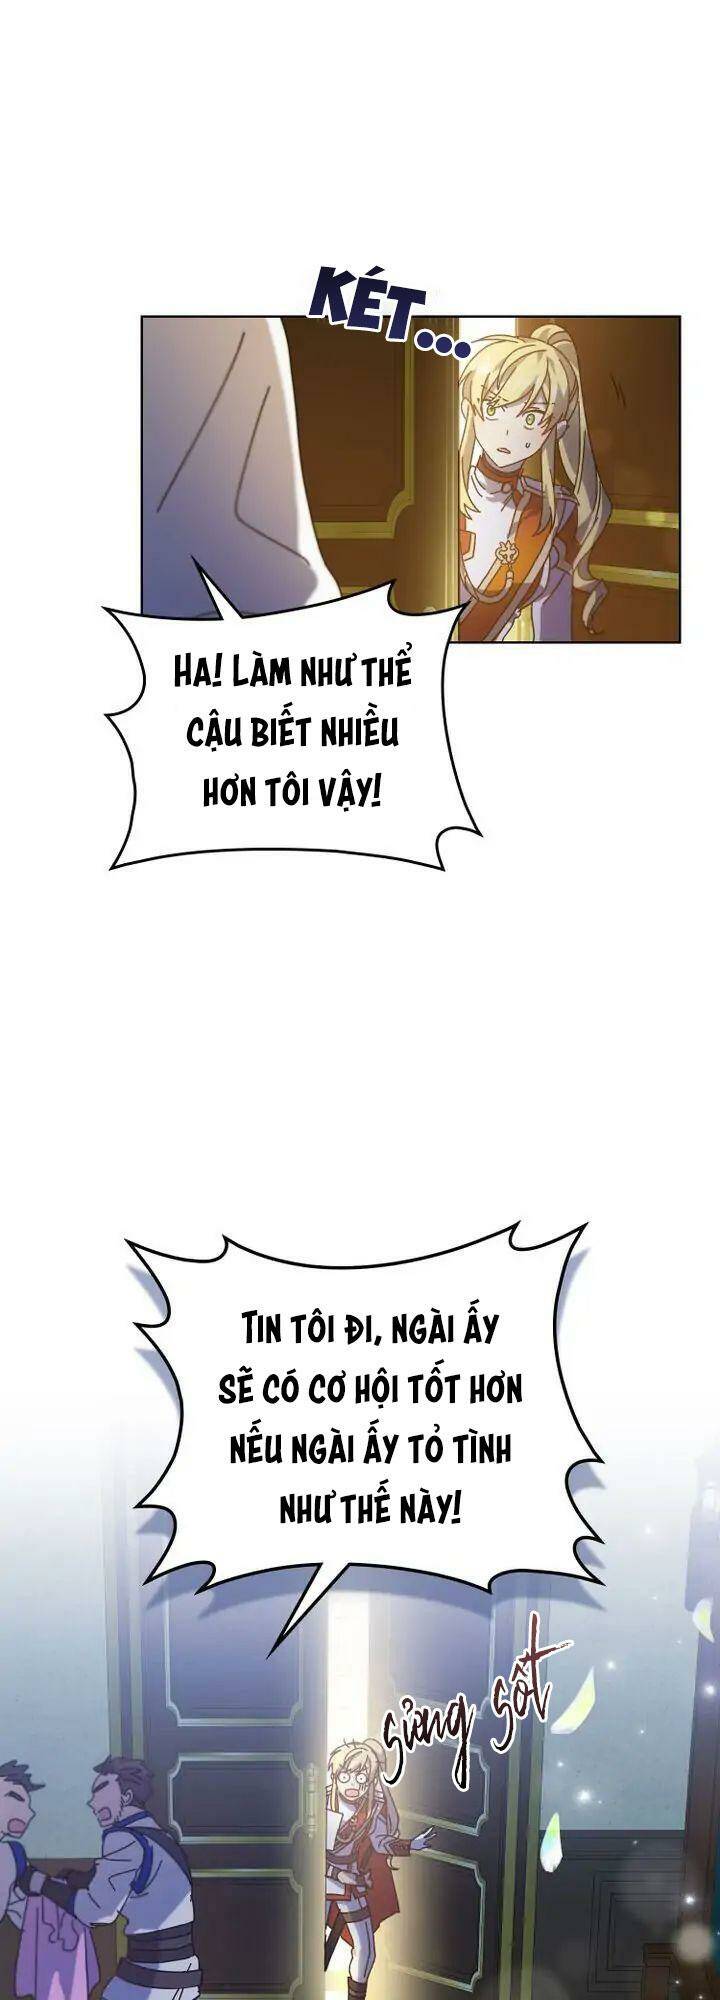 KÉT...
HA! LÀM NHƯ THỂ
CẬU BIẾT NHIỀU
HƠN TÔI VẬY!
TIN TÔI ĐI, NGÀI ẤY
SẼ CÓ CƠ HỘI TỐT HƠN
NẾU NGÀI ẤY TỎ TÌNH
NHƯ THẾ NÀY!
sửng sốt